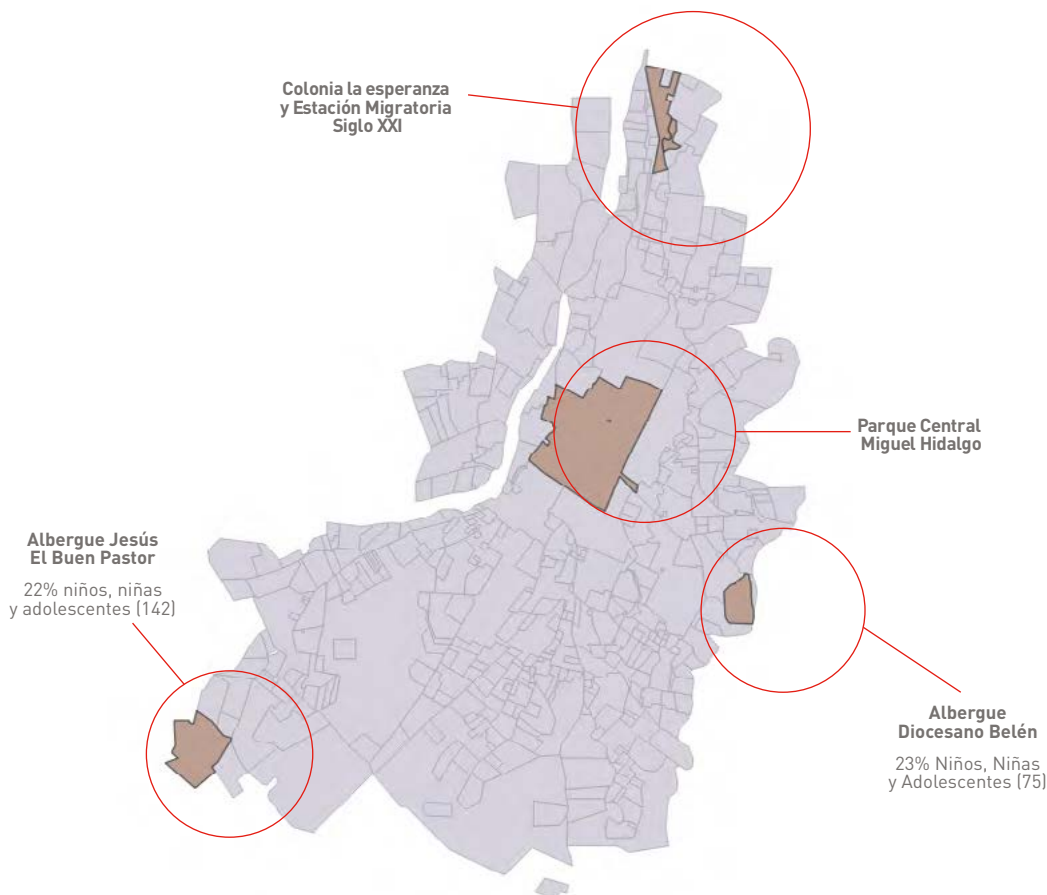 Colonia la esperanza
y Estación Migratoria
Siglo XXI
Parque Central
Miguel Hidalgo
Albergue Jesús
El Buen Pastor
22% niños, niñas
y adolescentes (142)
Albergue
Diocesano Belén
23% Niños, Niñas
y Adolescentes (75)